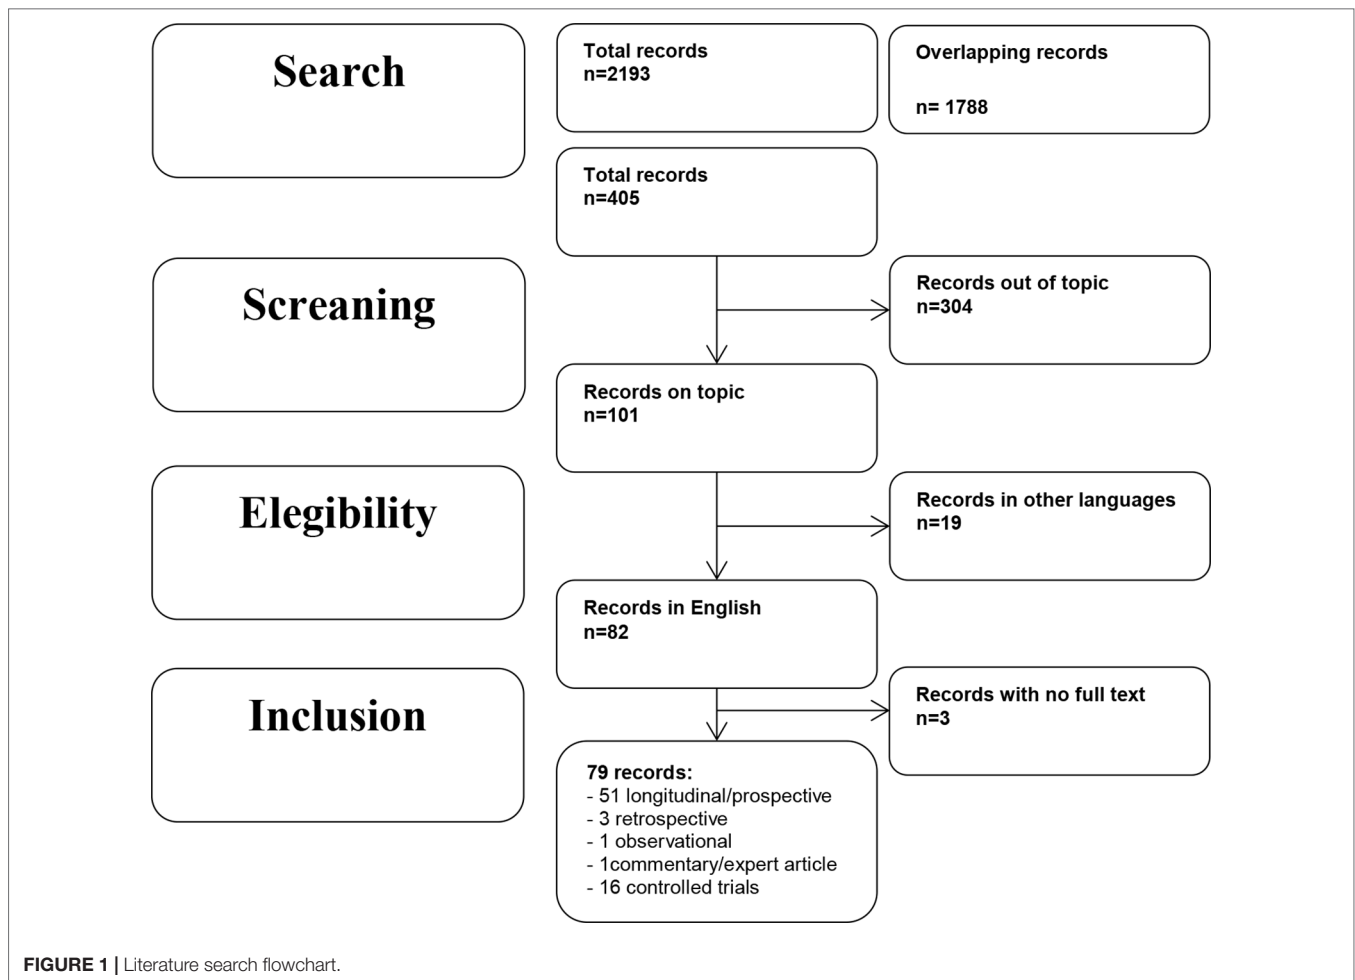 Search
Total records
n=2193
Overlapping records
n= 1788
Total records
n=405
Screaning
Records out of topic
n=304
Records on topic
n=101
Elegibility
Records in other languages
n=19
Records in English
n=82
Inclusion
Records with no full text
n=3
79 records:
- 51 longitudinal/prospective
- 3 retrospective
- 1 observational
- 1commentary/expert article
- 16 controlled trials
FIGURE 1 | Literature search flowchart.